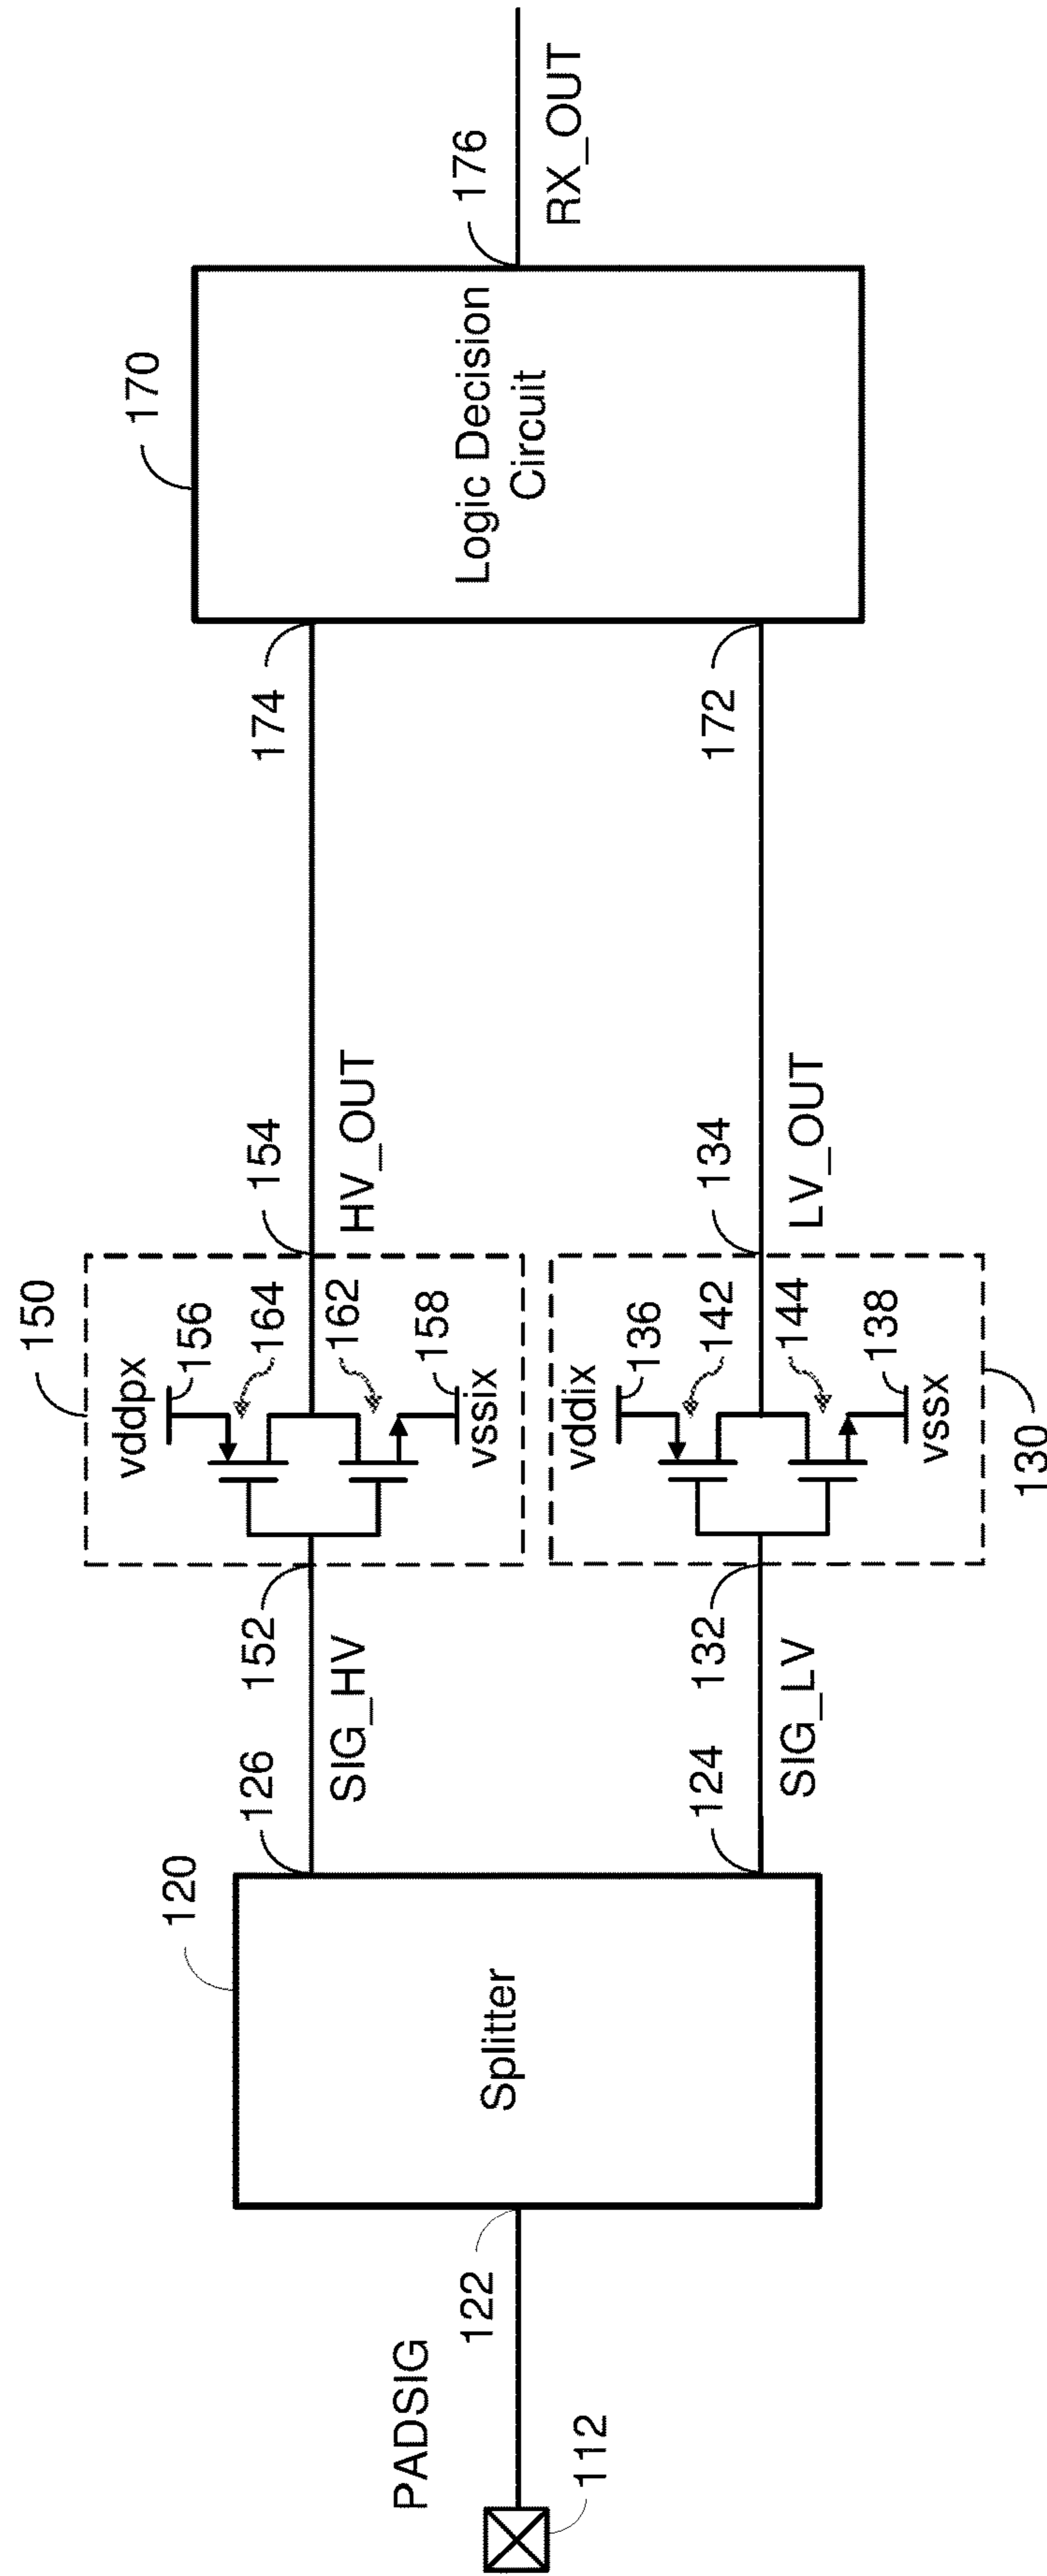 150
vddpx
156
164
162
158
vssix
154
HV_OUT
152
SIG_HV
126
120
Splitter
PADSIG
122
112
124
SIG_LV
132
vddix
136
142
144
138
vssx
130
134
LV_OUT
170
174
172
Logic Decision
Circuit
176
RX_OUT